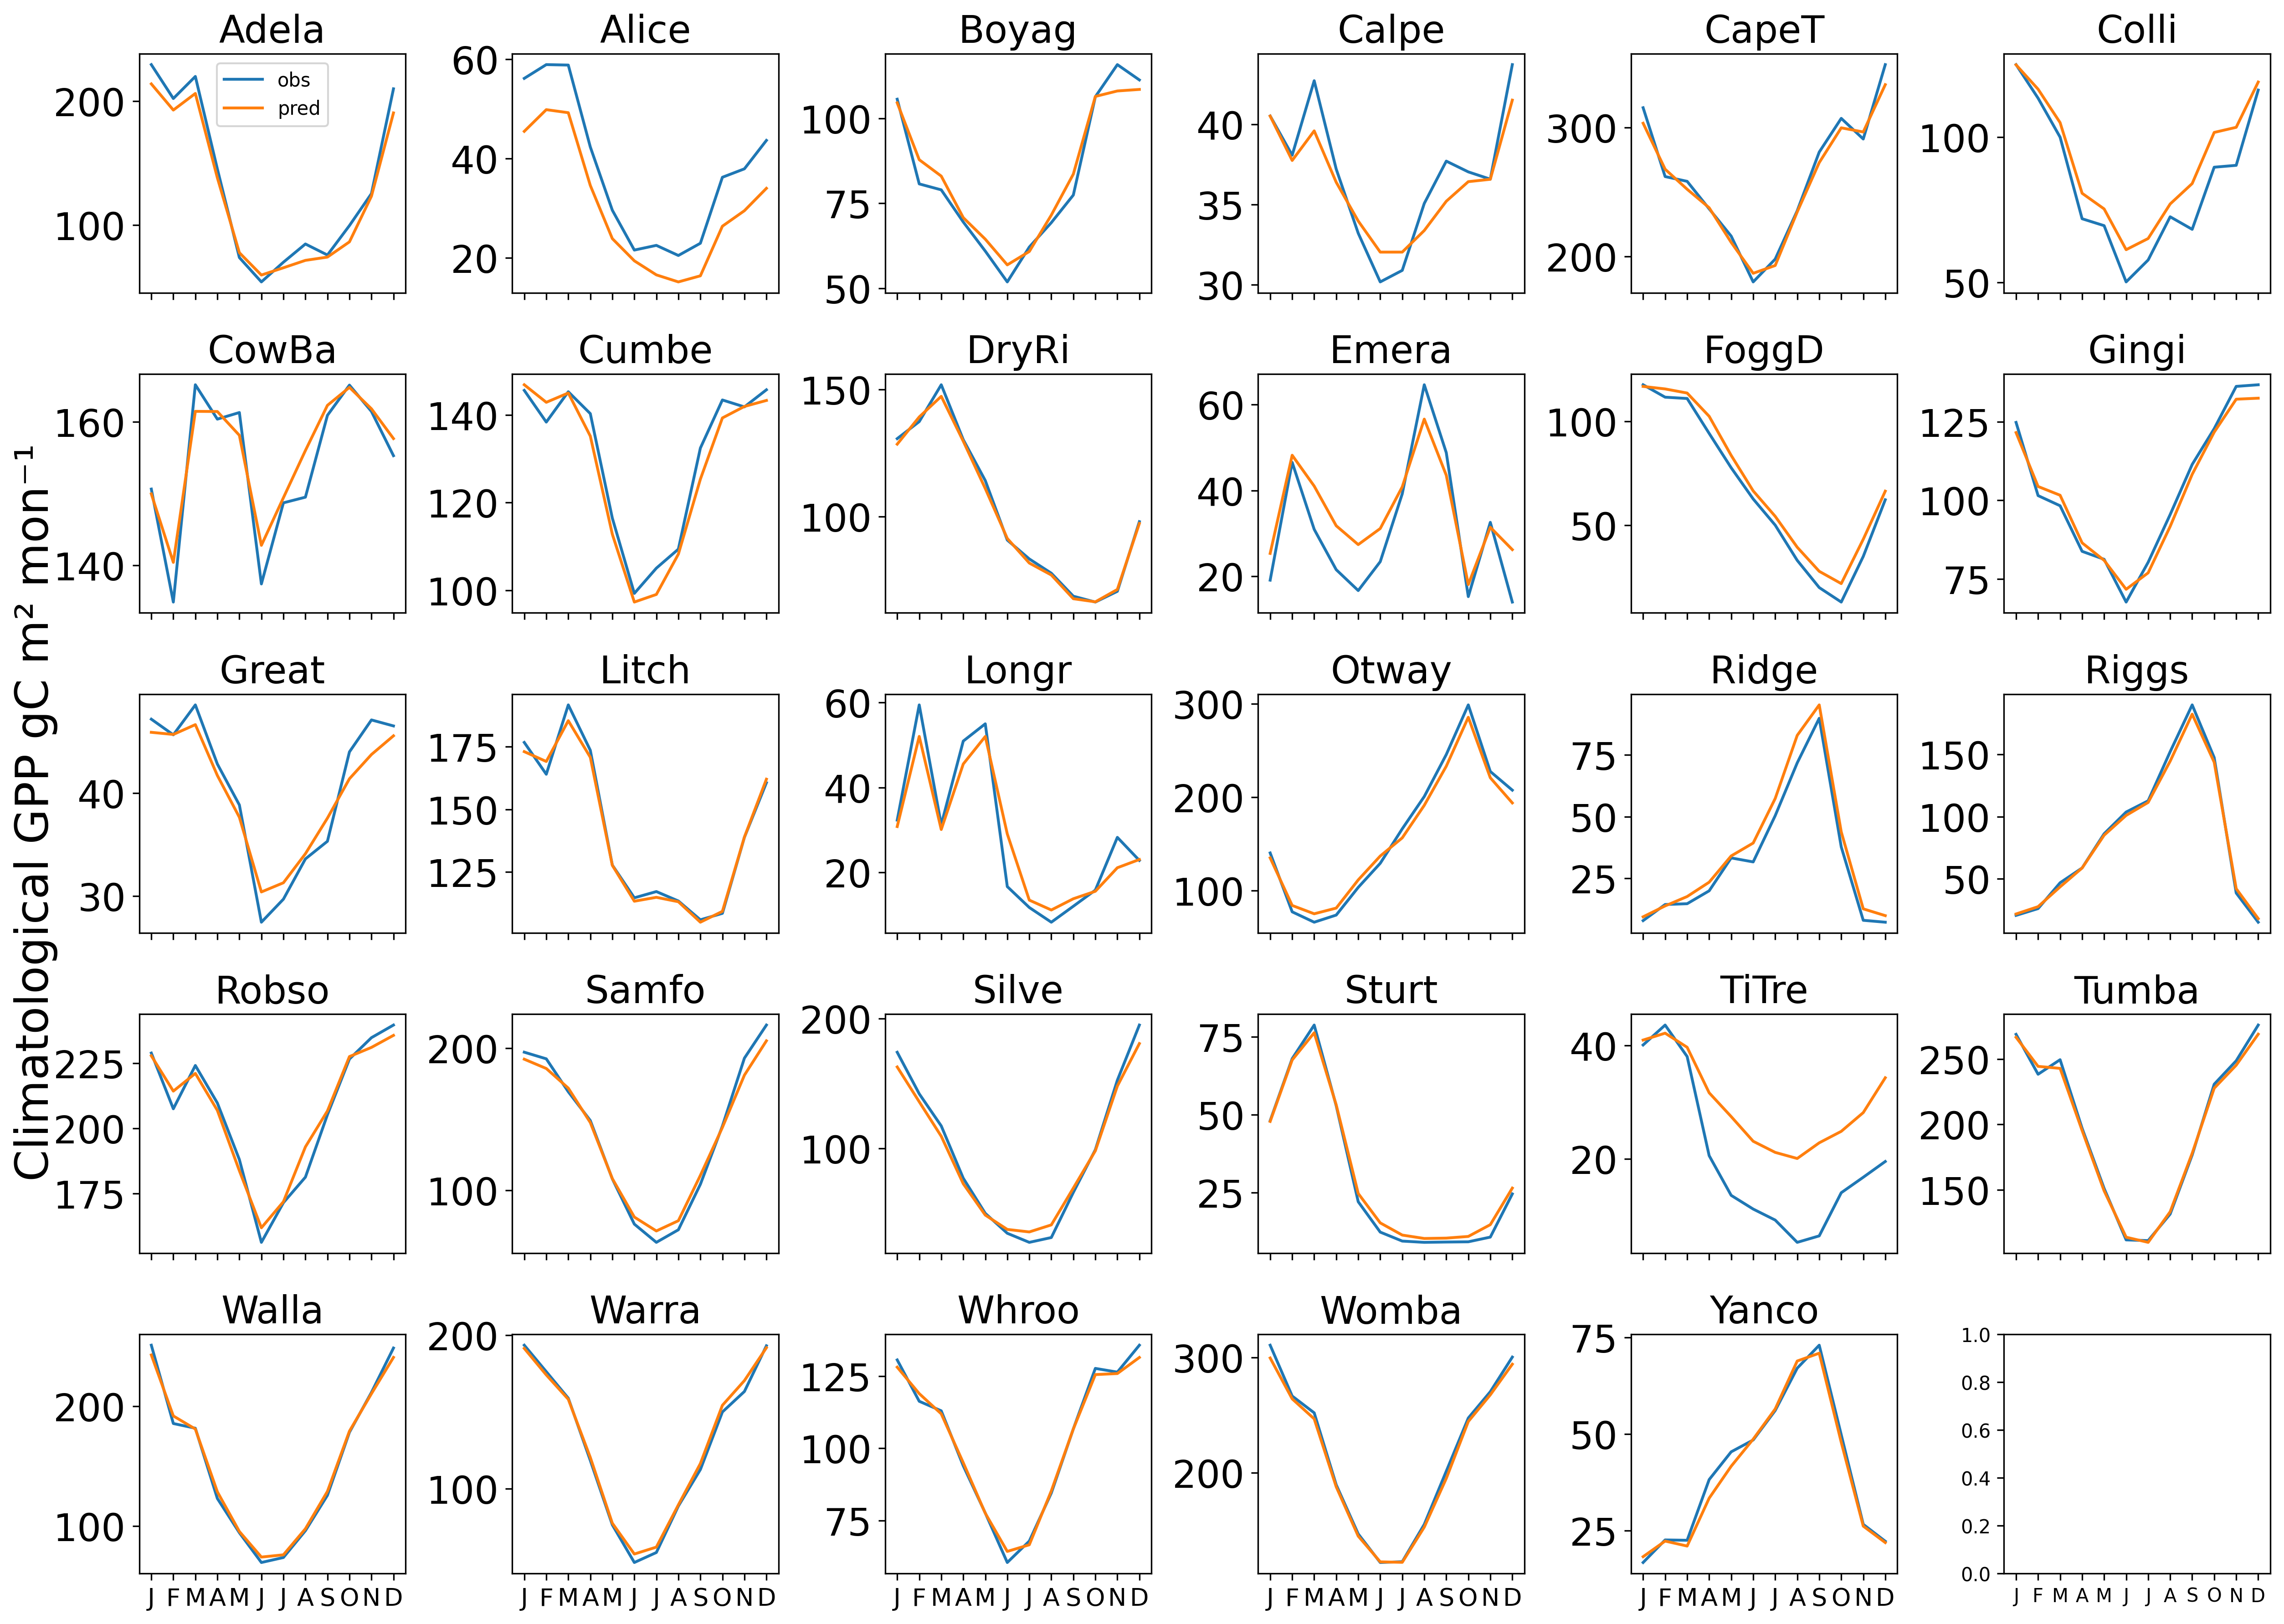 Climatological GPP gC m² mon⁻¹
Adela
200
100
obs
pred
Alice
60
40
20
Boyag
100
75
50
Calpe
40
35
30
CapeT
300
200
Colli
100
50
CowBa
160
140
Cumbe
140
120
100
DryRi
150
100
Emera
60
40
20
FoggD
100
50
Gingi
125
100
75
Great
40
30
Litch
175
150
125
Longr
60
40
20
Otway
300
200
100
Ridge
75
50
25
Riggs
150
100
50
Robso
225
200
175
Samfo
200
100
Silve
200
100
Sturt
75
50
25
TiTre
40
20
Tumba
250
200
150
Walla
200
100
J F M A M J J A S O N D
Warra
200
100
J F M A M J J A S O N D
Whroo
125
100
75
J F M A M J J A S O N D
Womba
300
200
J F M A M J J A S O N D
Yanco
75
50
25
J F M A M J J A S O N D
1.0
0.8
0.6
0.4
0.2
0.0
J F M A M J J A S O N D